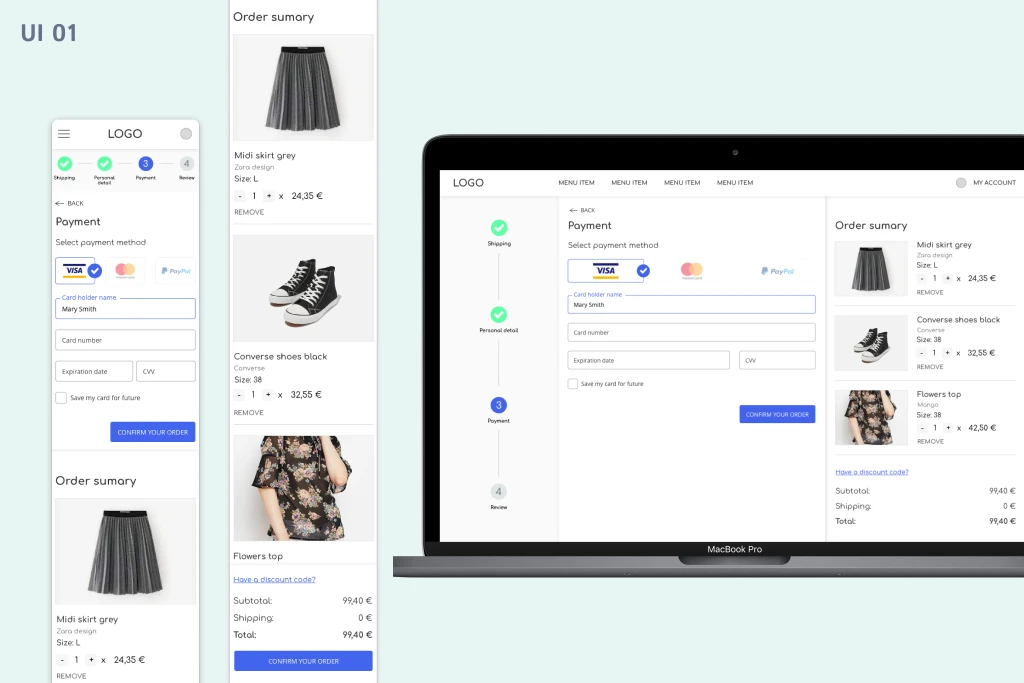 UI 01
LOGO
3
4
Shipping
Personal
detail
Payment
Review
BACK
Payment
Select payment method
VISA
PayPal
Card holder name
Mary Smith
Card number
Expiration date
CVV
Save my card for future
CONFIRM YOUR ORDER
Order sumary
Midi skirt grey
Zara design
Size: L
- 1 + x 24,35 €
REMOVE
Order sumary
Midi skirt grey
Zara design
Size: L
- 1 + x 24,35 €
REMOVE
Converse shoes black
Converse
Size: 38
- 1 + x 32,55 €
REMOVE
Flowers top
Have a discount code?
Subtotal: 99,40 €
Shipping: 0 €
Total: 99,40 €
CONFIRM YOUR ORDER
LOGO MENU ITEM MENU ITEM MENU ITEM MENU ITEM MY ACCOUNT
Shipping
Personal detail
3
Payment
4
Review
BACK
Payment
Select payment method
VISA
PayPal
Card holder name
Mary Smith
Card number
Expiration date
CVV
Save my card for future
CONFIRM YOUR ORDER
Order sumary
Midi skirt grey
Zara design
Size: L
- 1 + x 24,35 €
REMOVE
Converse shoes black
Converse
Size: 38
- 1 + x 32,55 €
REMOVE
Flowers top
Mango
Size: 38
- 1 + x 42,50 €
REMOVE
Have a discount code?
Subtotal: 99,40 €
Shipping: 0 €
Total: 99,40 €
MacBook Pro